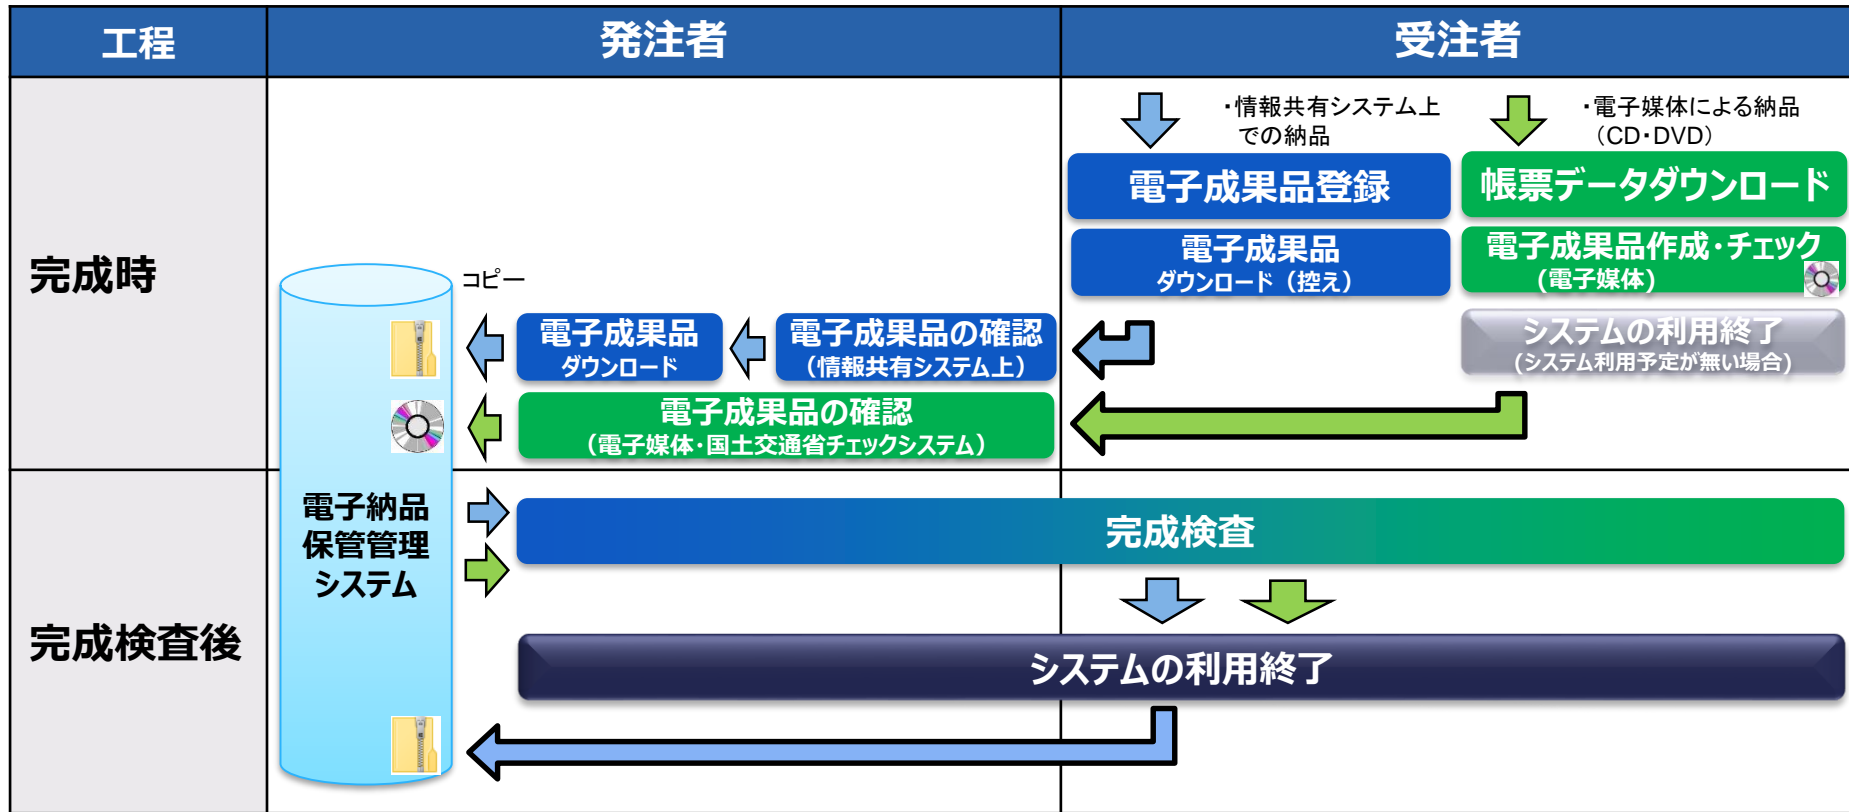 工程
発注者
受注者
完成時
・情報共有システム上
での納品
・電子媒体による納品
（CD・DVD）
電子成果品登録
帳票データダウンロード
電子成果品
ダウンロード（控え）
電子成果品作成・チェック
(電子媒体)
コピー
電子成果品
ダウンロード
電子成果品の確認
（情報共有システム上）
システムの利用終了
(システム利用予定が無い場合)
電子成果品の確認
（電子媒体・国土交通省チェックシステム）
電子納品
保管管理
システム
完成検査
完成検査後
システムの利用終了